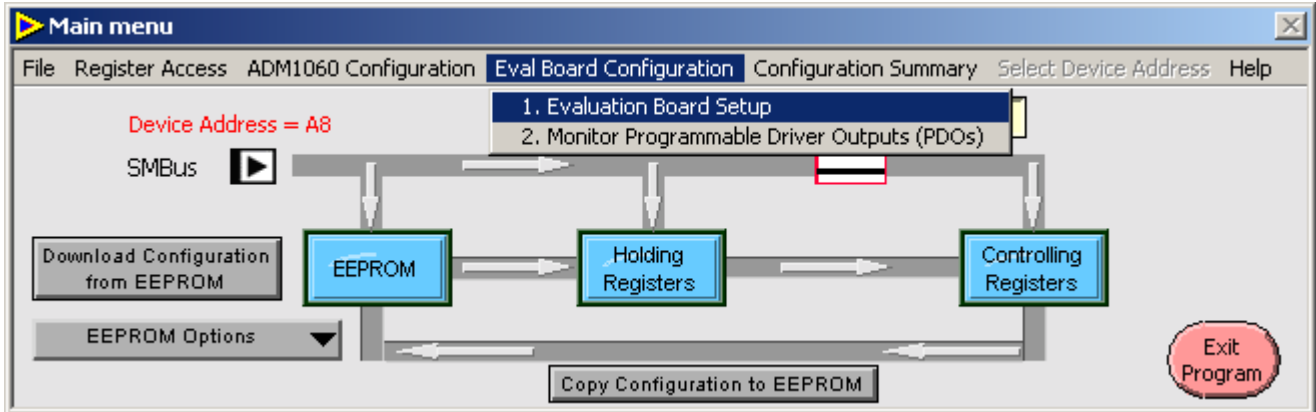 Main menu
File Register Access ADM1060 Configuration Eval Board Configuration Configuration Summary Select Device Address Help
1. Evaluation Board Setup
2. Monitor Programmable Driver Outputs (PDOs)
Device Address = A8
SMBus
Download Configuration
from EEPROM
EEPROM
Holding
Registers
Controlling
Registers
EEPROM Options
Copy Configuration to EEPROM
Exit
Program